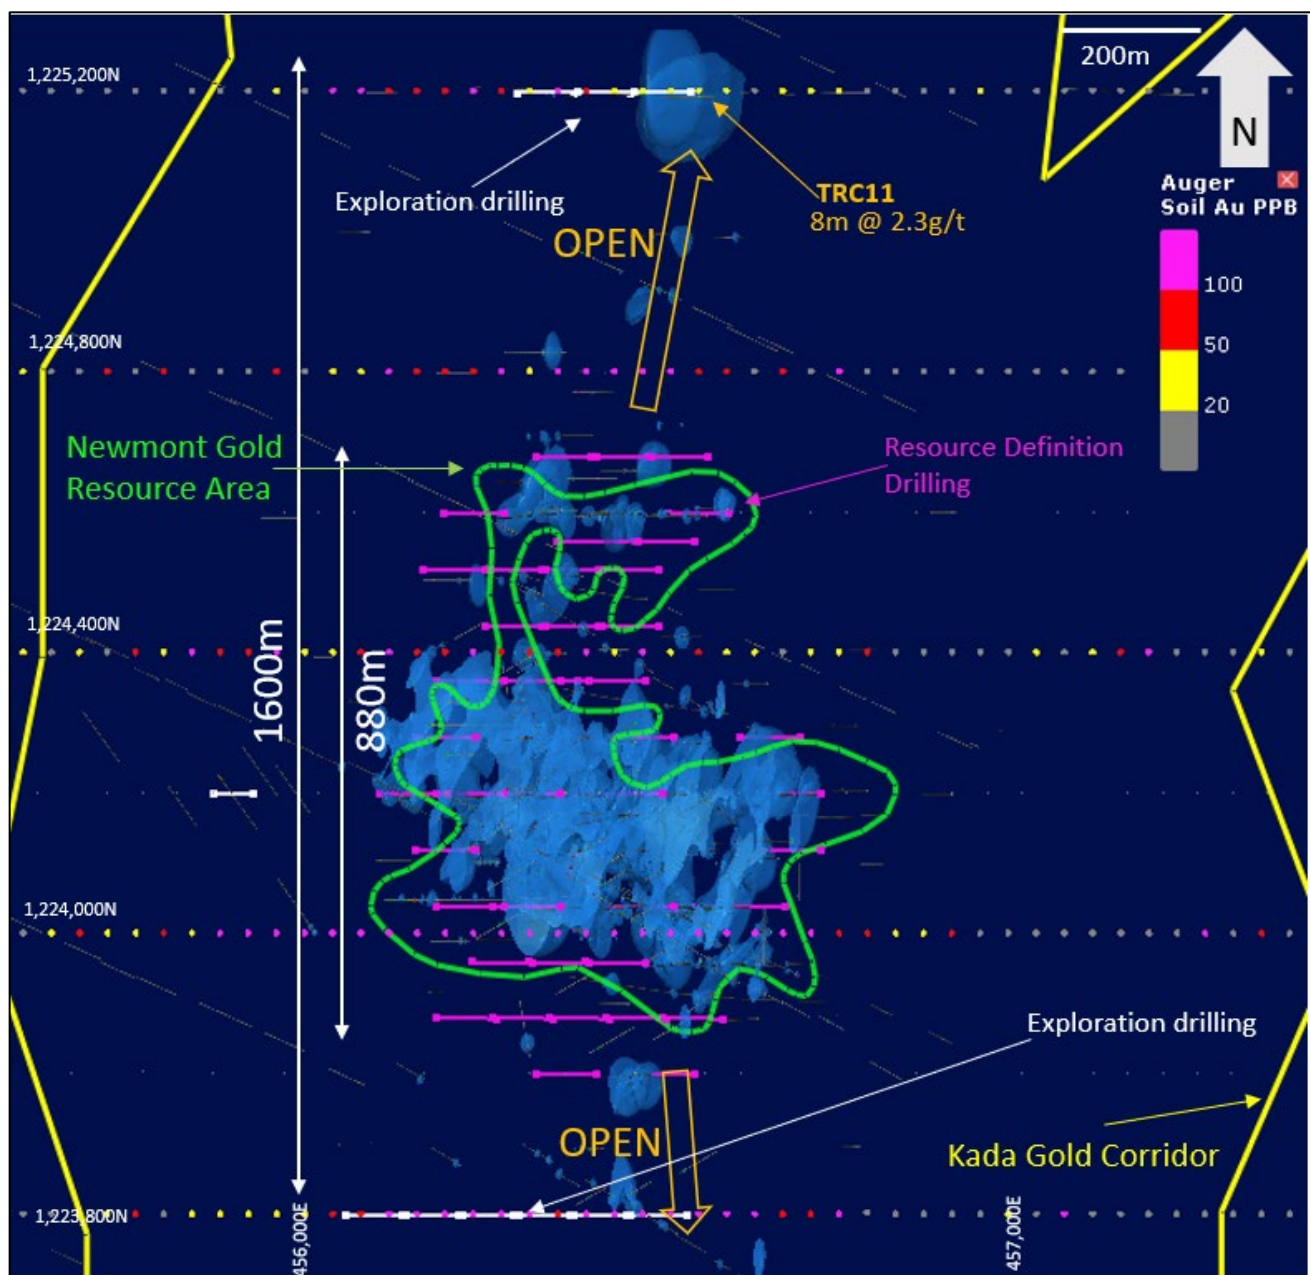 1,225,200N
200m
N
Exploration drilling
TRC11
8m @ 2.3g/t
Auger
Soil Au PPB
100
50
20
OPEN
1,224,800N
Newmont Gold
Resource Area
Resource Definition
Drilling
1,224,400N
1600m
880m
1,224,000N
Exploration drilling
OPEN
Kada Gold Corridor
1,223,800N
456,000E
457,000E